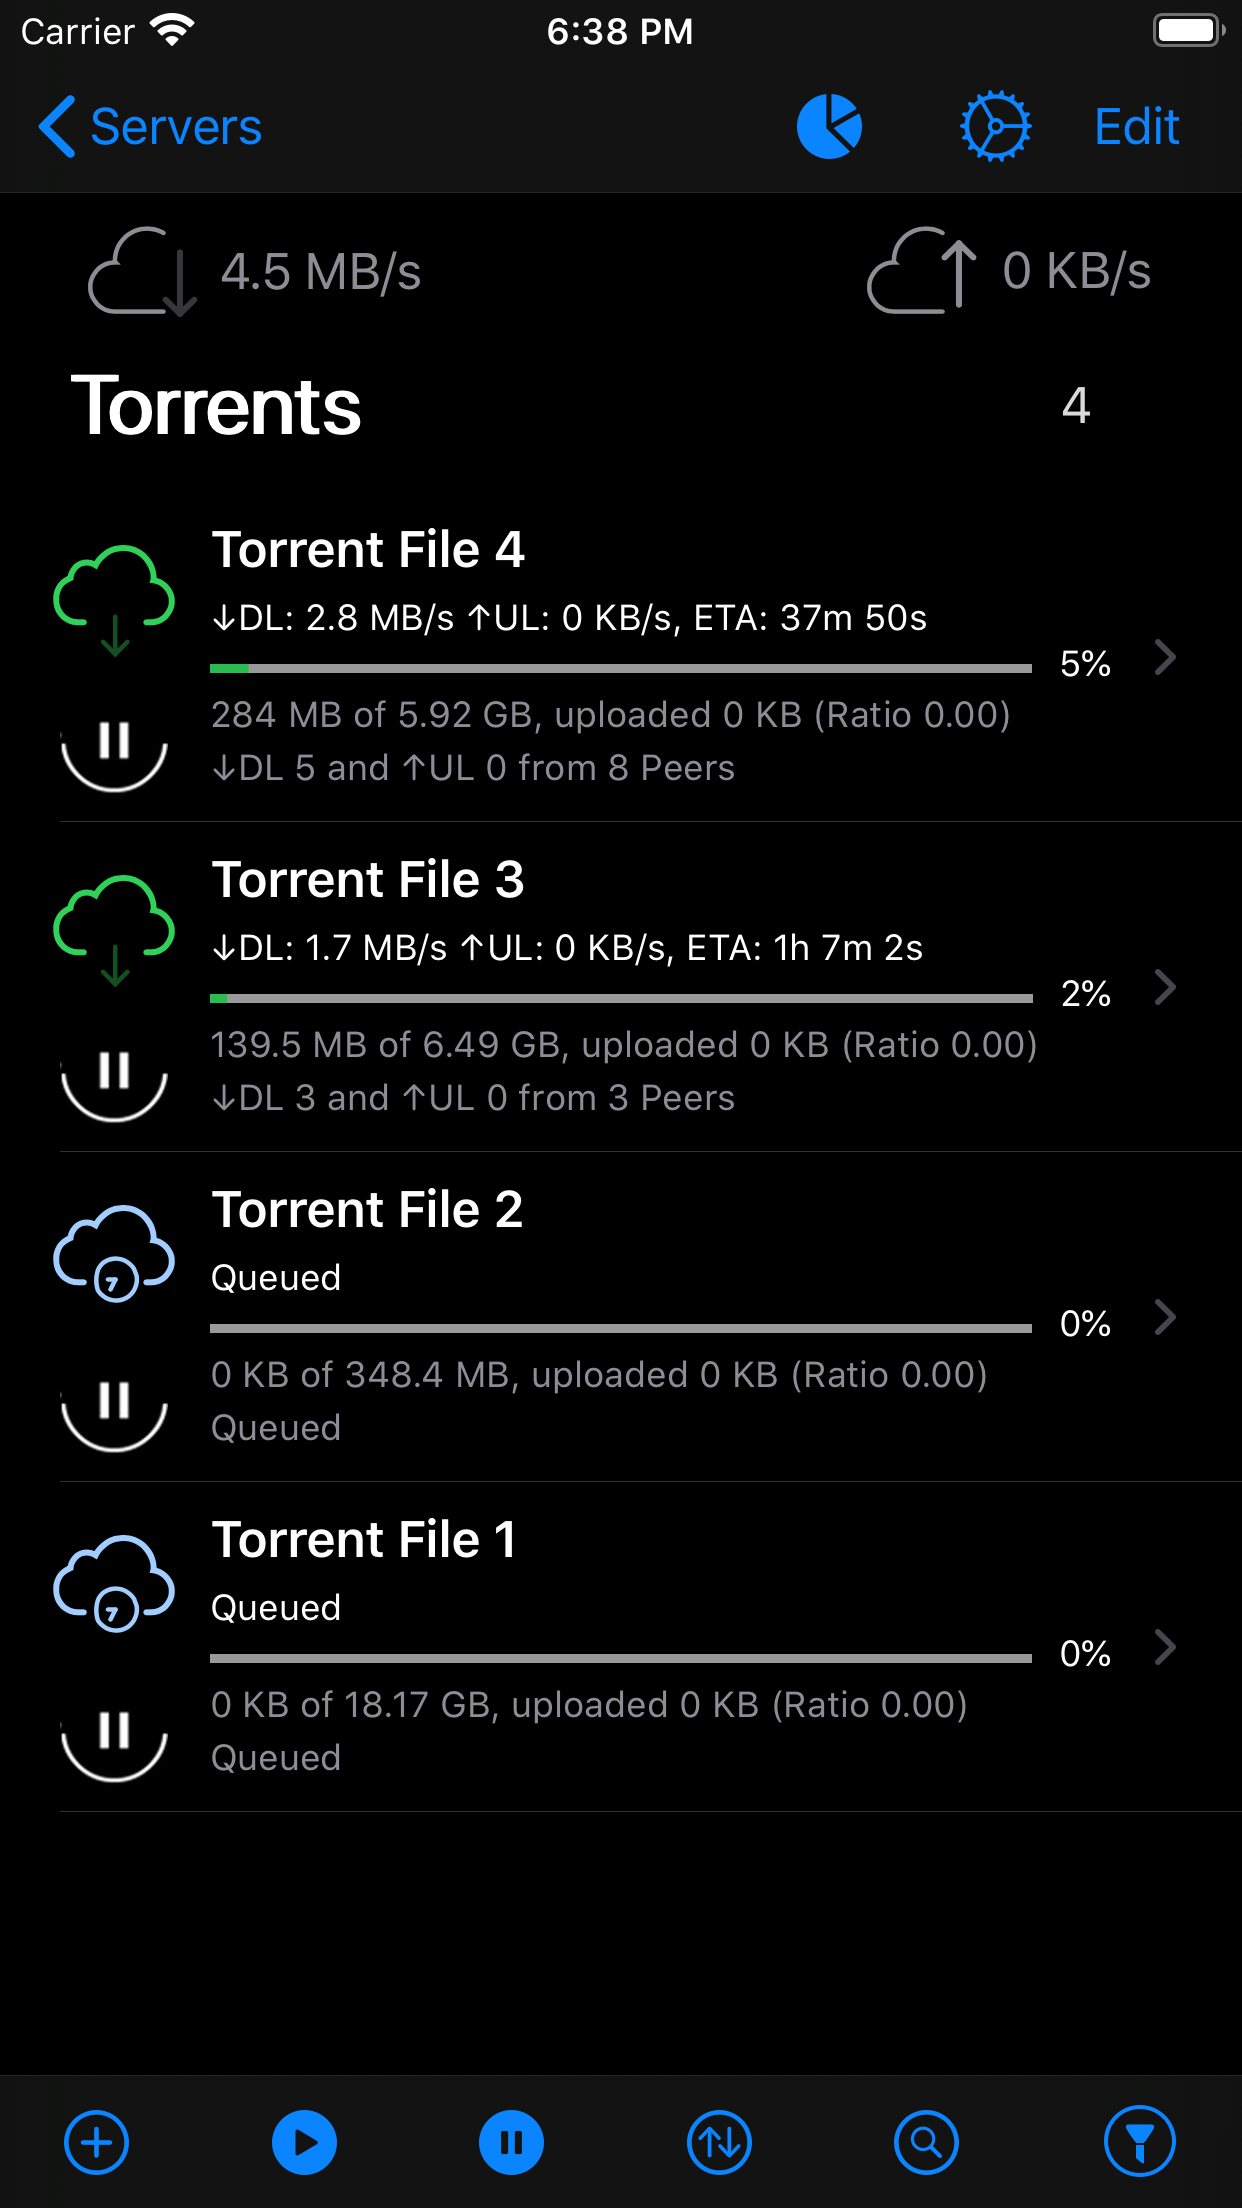 Carrier 6:38 PM
Servers Edit
4.5 MB/s 0 KB/s
Torrents 4
Torrent File 4
↓DL: 2.8 MB/s ↑UL: 0 KB/s, ETA: 37m 50s
5%
284 MB of 5.92 GB, uploaded 0 KB (Ratio 0.00)
↓DL 5 and ↑UL 0 from 8 Peers
Torrent File 3
↓DL: 1.7 MB/s ↑UL: 0 KB/s, ETA: 1h 7m 2s
2%
139.5 MB of 6.49 GB, uploaded 0 KB (Ratio 0.00)
↓DL 3 and ↑UL 0 from 3 Peers
Torrent File 2
Queued
0%
0 KB of 348.4 MB, uploaded 0 KB (Ratio 0.00)
Queued
Torrent File 1
Queued
0%
0 KB of 18.17 GB, uploaded 0 KB (Ratio 0.00)
Queued